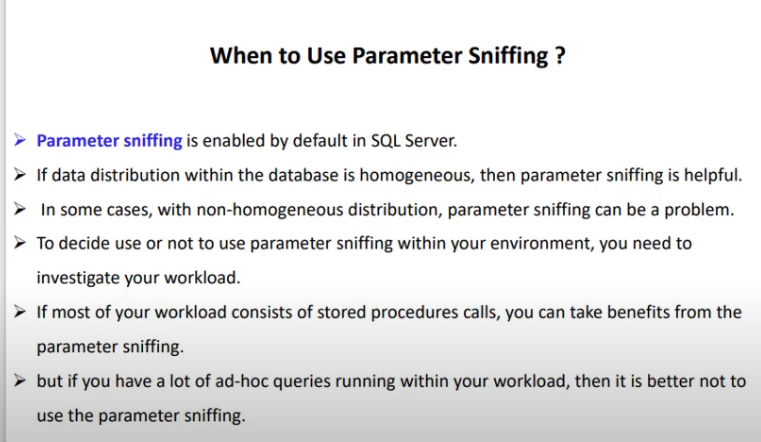 When to Use Parameter Sniffing ?
➢ Parameter sniffing is enabled by default in SQL Server.
➢ If data distribution within the database is homogeneous, then parameter sniffing is helpful.
➢ In some cases, with non-homogeneous distribution, parameter sniffing can be a problem.
➢ To decide use or not to use parameter sniffing within your environment, you need to
investigate your workload.
➢ If most of your workload consists of stored procedures calls, you can take benefits from the
parameter sniffing.
➢ but if you have a lot of ad-hoc queries running within your workload, then it is better not to
use the parameter sniffing.